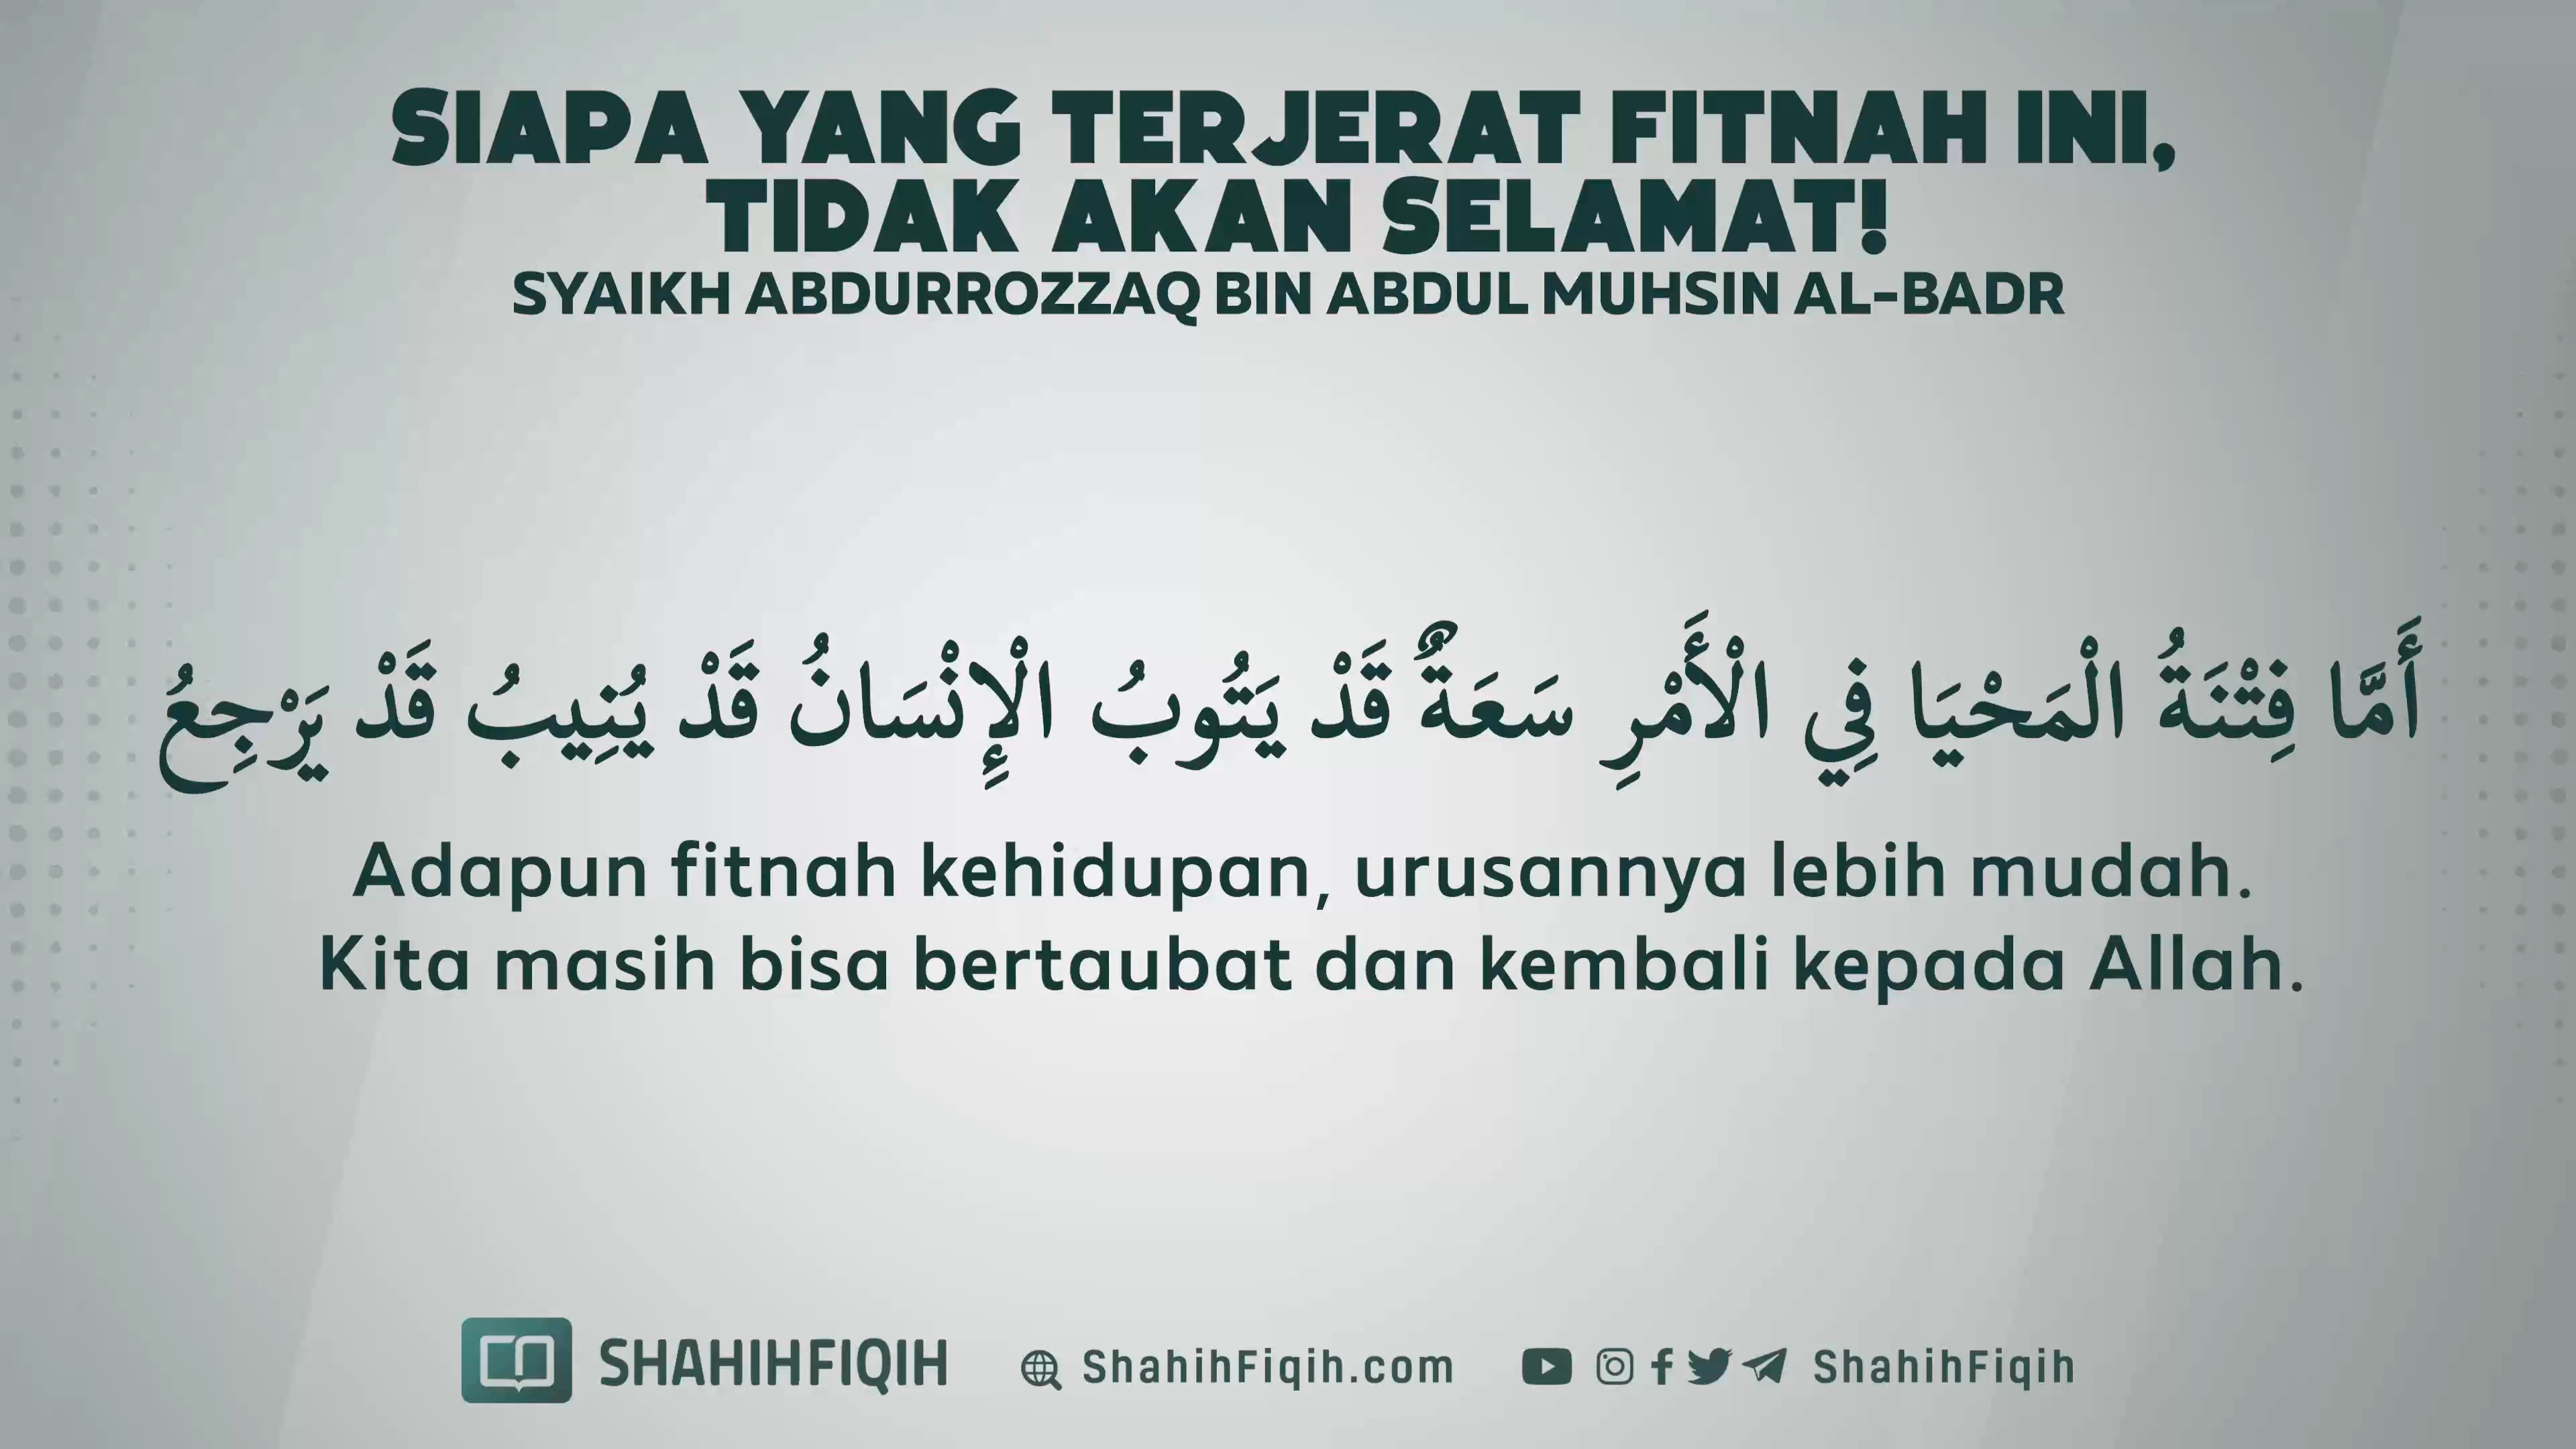 SIAPA YANG TERJERAT FITNAH INI,
TIDAK AKAN SELAMAT!
SYAIKH ABDURROZZAQ BIN ABDUL MUHSIN AL-BADR
أَمَّا فِتْنَةُ الْمَحْيَا فِي الْأَمْرِ سَعَةٌ قَدْ يَتُوبُ الْإِنْسَانُ قَدْ يُنِيبُ قَدْ يَرْجِعُ
Adapun fitnah kehidupan, urusannya lebih mudah.
Kita masih bisa bertaubat dan kembali kepada Allah.
SHAHIHFIQIH ShahihFiqih.com ShahihFiqih